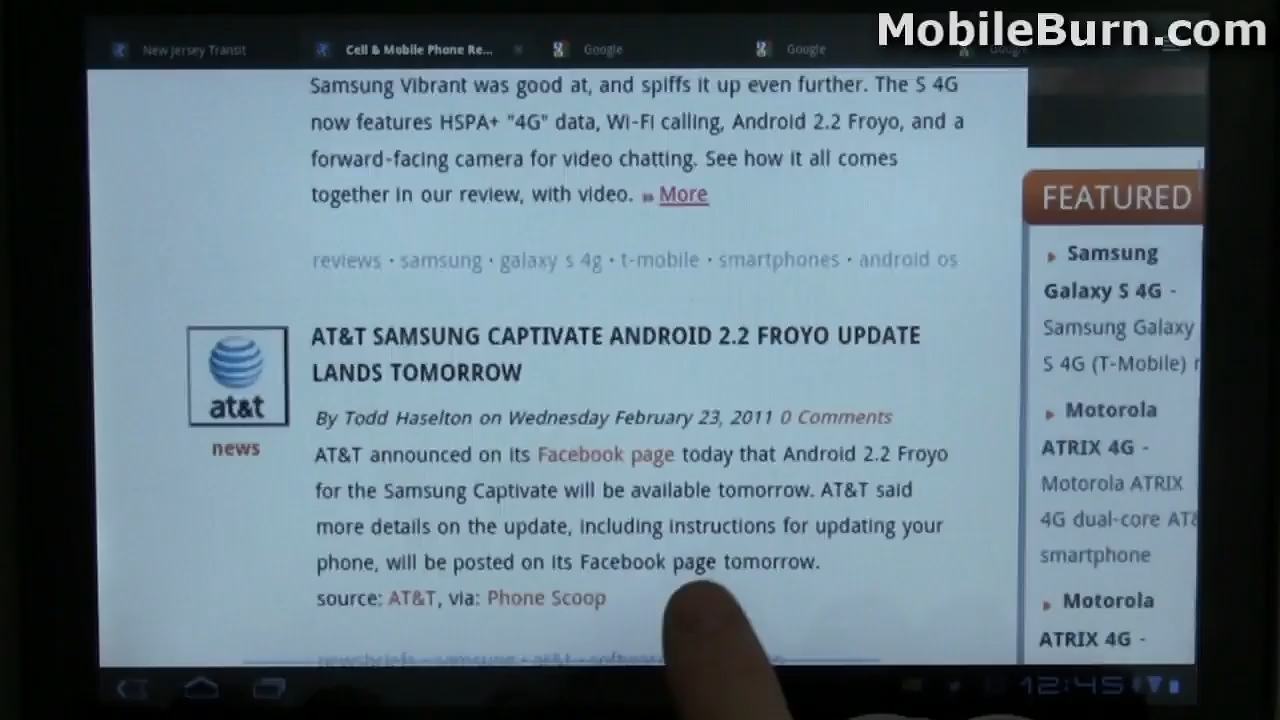 MobileBurn.com
New Jersey Transit
Cell & Mobile Phone Re...
Google
Google
Google
Samsung Vibrant was good at, and spiffs it up even further. The S 4G
now features HSPA+ "4G" data, Wi-Fi calling, Android 2.2 Froyo, and a
forward-facing camera for video chatting. See how it all comes
together in our review, with video. » More
reviews · samsung · galaxy s 4g · t-mobile · smartphones · android os
at&t
news
AT&T SAMSUNG CAPTIVATE ANDROID 2.2 FROYO UPDATE
LANDS TOMORROW
By Todd Haselton on Wednesday February 23, 2011 0 Comments
AT&T announced on its Facebook page today that Android 2.2 Froyo
for the Samsung Captivate will be available tomorrow. AT&T said
more details on the update, including instructions for updating your
phone, will be posted on its Facebook page tomorrow.
source: AT&T, via: Phone Scoop
FEATURED
Samsung
Galaxy S 4G -
Samsung Galaxy
S 4G (T-Mobile) r
Motorola
ATRIX 4G -
Motorola ATRIX
4G dual-core AT&
smartphone
Motorola
ATRIX 4G -
12:45